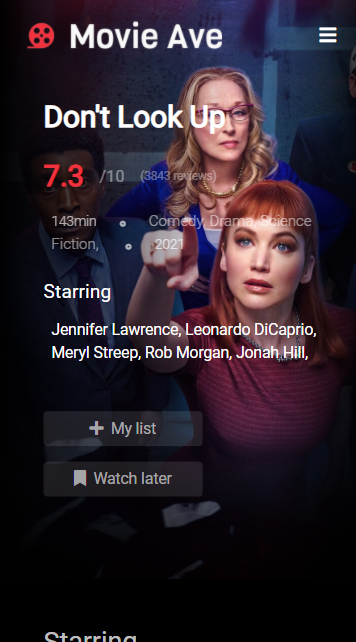 Movie Ave
Don't Look Up
7.3 /10 (3843 reviews)
143min Comedy, Drama, Science
Fiction, 2021
Starring
Jennifer Lawrence, Leonardo DiCaprio,
Meryl Streep, Rob Morgan, Jonah Hill,
My list
Watch later
Starring